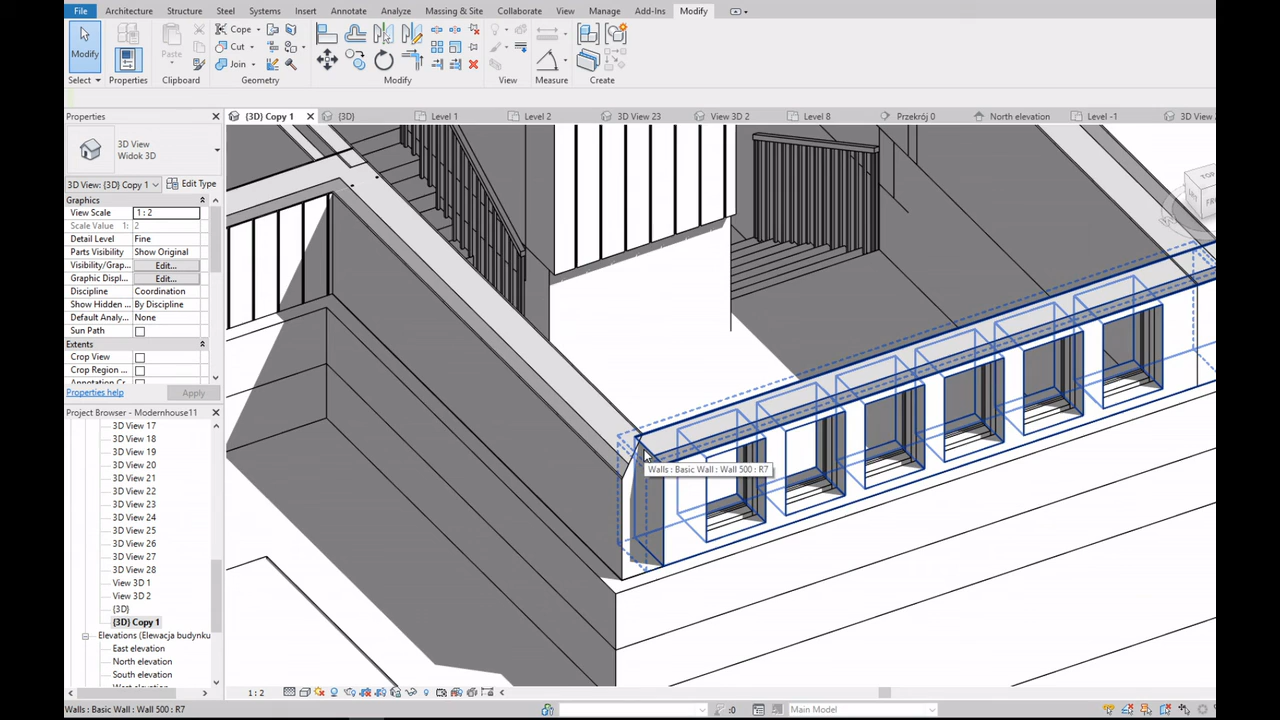 File Architecture Structure Steel Systems Insert Annotate Analyze Massing & Site Collaborate View Manage Add-Ins Modify
Cope
Cut
Join
Modify
Paste
Select Properties Clipboard Geometry Modify View Measure Create
Properties
{3D} Copy 1 {3D} Level 1 Level 2 3D View 23 View 3D 2 Level 8 Przekrój 0 North elevation Level -1 3D View
3D View
Widok 3D
3D View: {3D} Copy 1 Edit Type
Graphics
View Scale 1 : 2
Scale Value 1: 2
Detail Level Fine
Parts Visibility Show Original
Visibility/Grap... Edit...
Graphic Displ... Edit...
Discipline Coordination
Show Hidden ... By Discipline
Default Analy... None
Sun Path
Extents
Crop View
Crop Region ...
Annotation Cr
Properties help Apply
Project Browser - Modernhouse11
3D View 17
3D View 18
3D View 19
3D View 20
3D View 21
3D View 22
3D View 23
3D View 24
3D View 25
3D View 26
3D View 27
3D View 28
View 3D 1
View 3D 2
{3D}
{3D} Copy 1
Elevations (Elewacja budynku
East elevation
North elevation
South elevation
West elevation
TOP
Walls : Basic Wall : Wall 500 : R7
1 : 2
Walls : Basic Wall : Wall 500 : R7
:0
Main Model